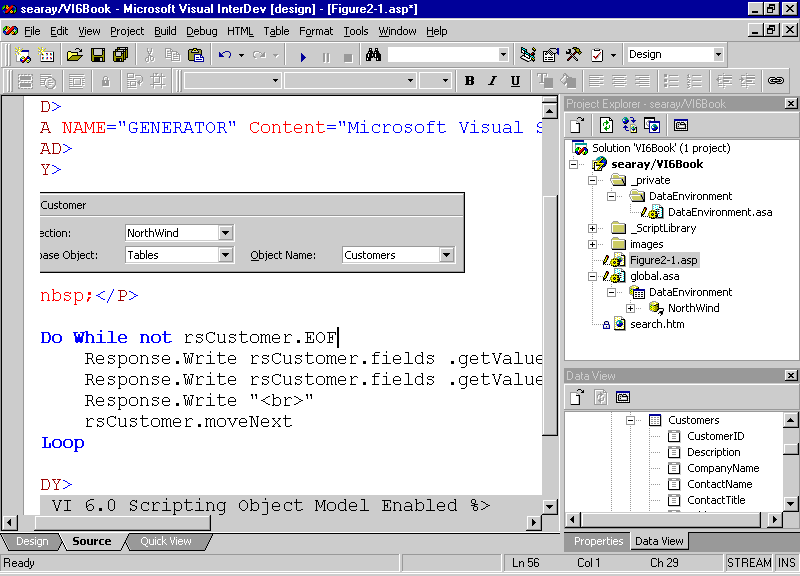 searay/VI6Book - Microsoft Visual InterDev [design] - [Figure2-1.asp*]
File Edit View Project Build Debug HTML Table Format Tools Window Help
Design
B I U
D>
A NAME="GENERATOR" Content="Microsoft Visual S
AD>
Y>
Customer
ection: NorthWind
base Object: Tables Object Name: Customers
nbsp;</P>
Do While not rsCustomer.EOF
Response.Write rsCustomer.fields .getValue
Response.Write rsCustomer.fields .getValue
Response.Write "<br>"
rsCustomer.moveNext
Loop
DY>
VI 6.0 Scripting Object Model Enabled %>
Design Source Quick View
Project Explorer - searay/VI6Book
Solution 'VI6Book' (1 project)
searay/VI6Book
_private
DataEnvironment
DataEnvironment.asa
_ScriptLibrary
images
Figure2-1.asp
global.asa
DataEnvironment
NorthWind
search.htm
Data View
Customers
CustomerID
Description
CompanyName
ContactName
ContactTitle
Properties Data View
Ready Ln 56 Col 1 Ch 29 STREAM INS